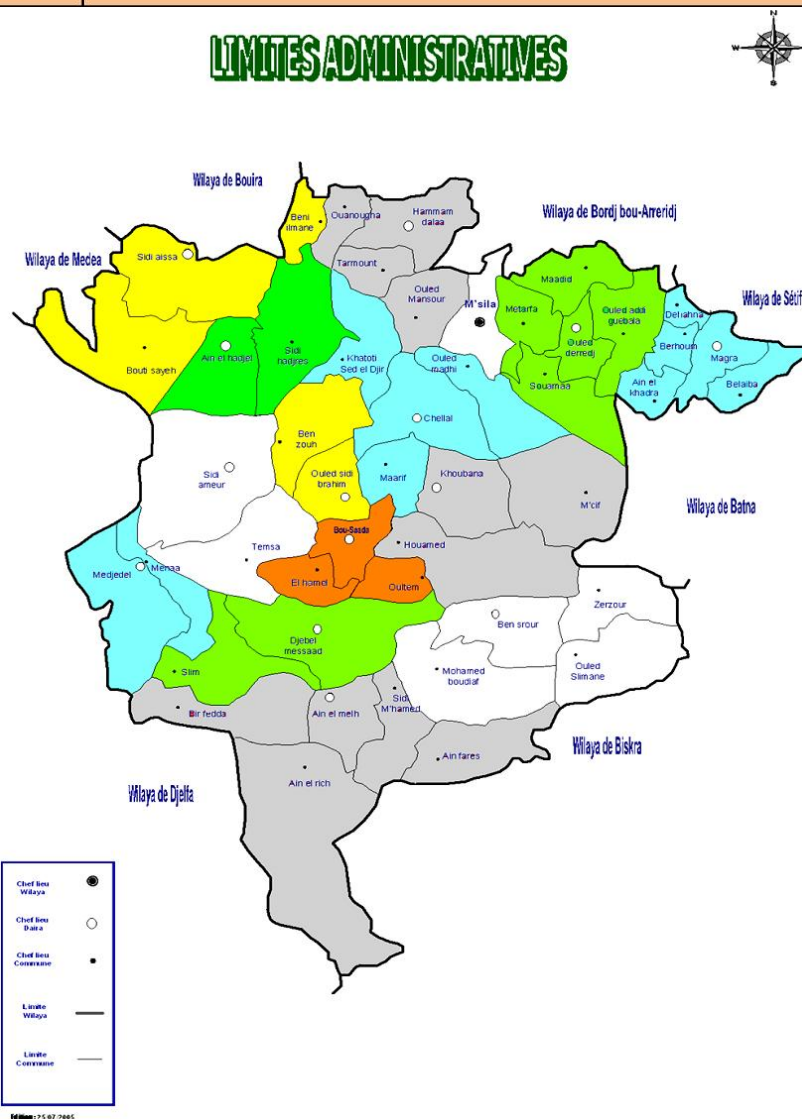 N
W
S
LIMITES ADMINISTRATIVES
Wilaya de Bouira
Wilaya de Bordj bou-Arreridj
Wilaya de Medea
Wilaya de Sétif
Beni
ilmane
Ouanougha
Hammam
dalaa
Sidi aissa
Tarmount
Ouled
Mansour
M'sila
Maadid
Metarfa
Ouled addi
guebala
Dehahna
Ouled
derredj
Berhoum
Magra
Bouti sayeh
Ain el hadjel
Sidi
hadjres
Khatoti
Sed el Djir
Ouled
madhi
Souamaa
Ain el
khadra
Belaiba
Chellal
Ben
zouh
Sidi
ameur
Ouled sidi
brahim
Maarif
Khoubana
M'cif
Wilaya de Batna
Bou-Saada
Houamed
Temsa
Medjedel
Menaa
El hamel
Oultem
Zerzour
Ben srour
Djebel
messaad
Slim
Mohamed
boudiaf
Ouled
Slimane
Bir fedda
Ain el melh
Sidi
M'hamed
Ain fares
Wilaya de Biskra
Ain el rich
Wilaya de Djelfa
Chef lieu
Wilaya
Chef lieu
Daira
Chef lieu
Commune
Limite
Wilaya
Limite
Commune
Edition : 25/07/2005